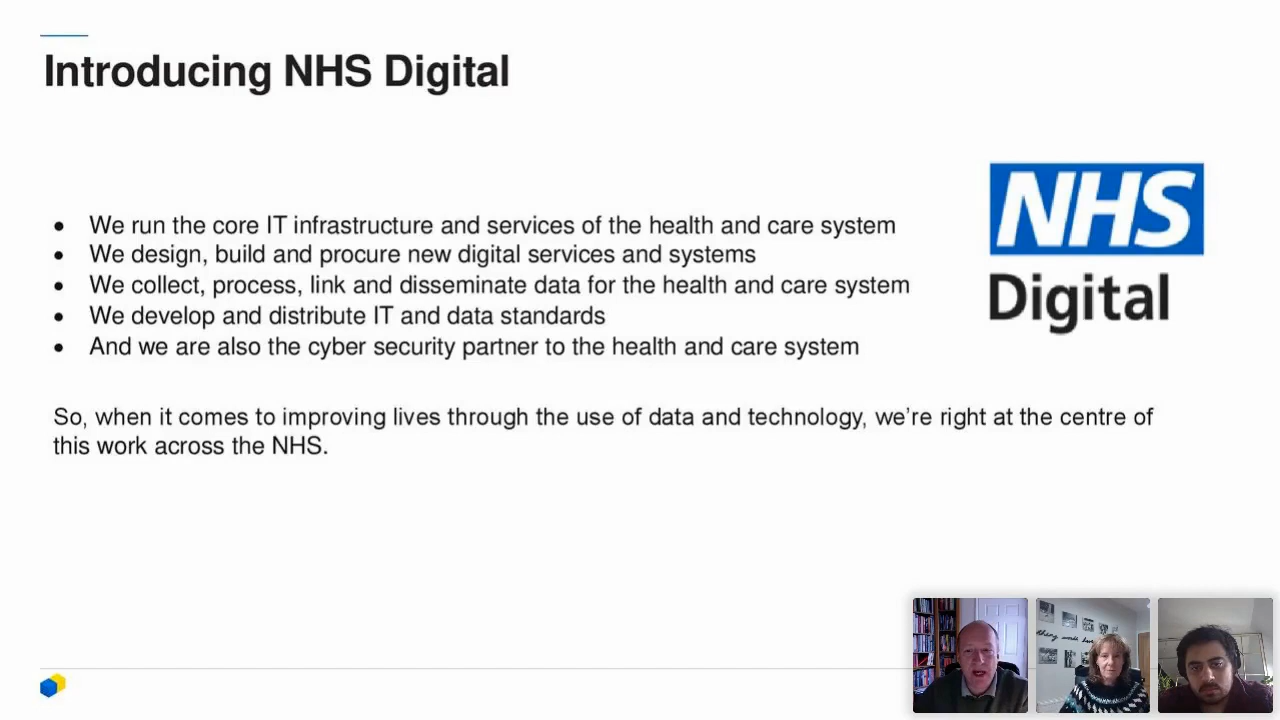 Introducing NHS Digital
NHS
Digital
• We run the core IT infrastructure and services of the health and care system
• We design, build and procure new digital services and systems
• We collect, process, link and disseminate data for the health and care system
• We develop and distribute IT and data standards
• And we are also the cyber security partner to the health and care system
So, when it comes to improving lives through the use of data and technology, we’re right at the centre of
this work across the NHS.